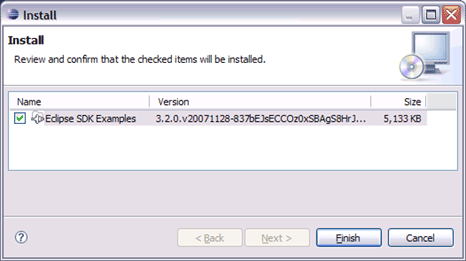 Install
Install
Review and confirm that the checked items will be installed.
Name Version Size
Eclipse SDK Examples 3.2.0.v20071128-837bEJsECCOz0xSBAgS8HrJ... 5,133 KB
? < Back Next > Finish Cancel